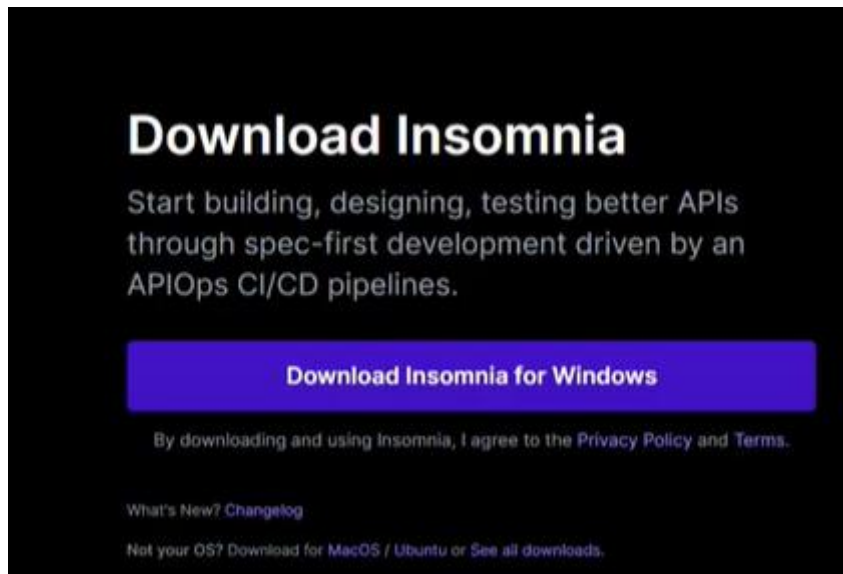 Download Insomnia
Start building, designing, testing better APIs
through spec-first development driven by an
APIOps CI/CD pipelines.
Download Insomnia for Windows
By downloading and using Insomnia, I agree to the Privacy Policy and Terms.
What's New? Changelog
Not your OS? Download for MacOS / Ubuntu or See all downloads.